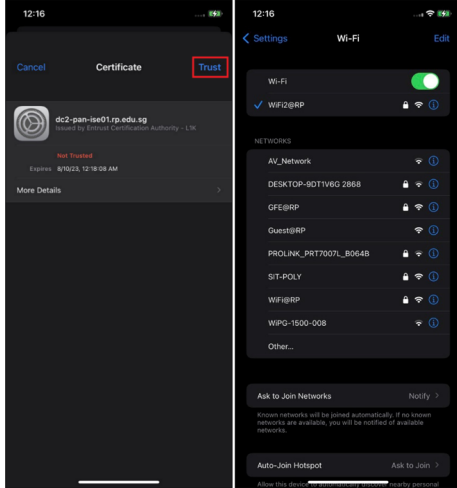 12:16
Cancel
Certificate
Trust
dc2-pan-ise01.rp.edu.sg
Issued by Entrust Certification Authority - L1K
Not Trusted
Expires 8/10/23, 12:18:08 AM
More Details
12:16
Settings
Wi-Fi
Edit
Wi-Fi
WiFi2@RP
NETWORKS
AV_Network
DESKTOP-9DT1V6G 2868
GFE@RP
Guest@RP
PROLiNK_PRT7007L_B064B
SIT-POLY
WiFi@RP
WiPG-1500-008
Other...
Ask to Join Networks
Notify
Known networks will be joined automatically. If no known
networks are available, you will be notified of available
networks.
Auto-Join Hotspot
Ask to Join
Allow this device to automatically discover nearby personal